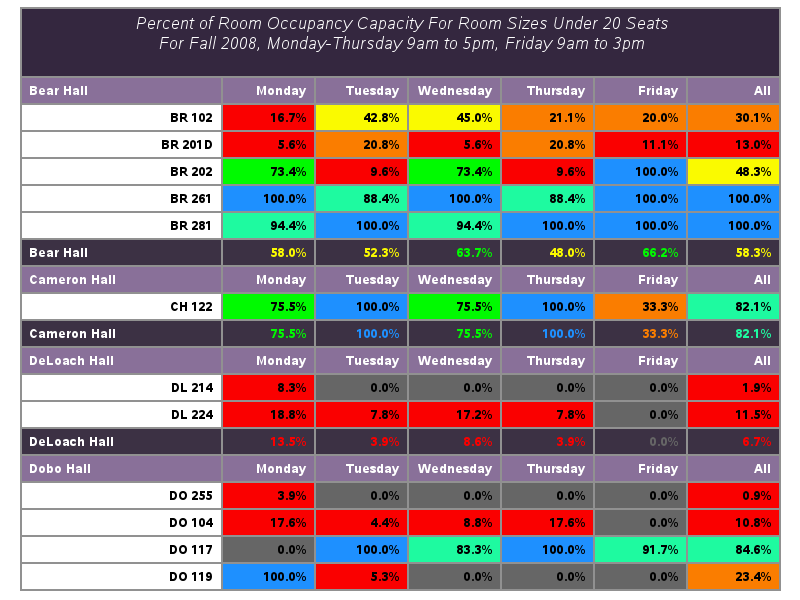 Percent of Room Occupancy Capacity For Room Sizes Under 20 Seats
For Fall 2008, Monday-Thursday 9am to 5pm, Friday 9am to 3pm
Bear Hall Monday Tuesday Wednesday Thursday Friday All
BR 102 16.7% 42.8% 45.0% 21.1% 20.0% 30.1%
BR 201D 5.6% 20.8% 5.6% 20.8% 11.1% 13.0%
BR 202 73.4% 9.6% 73.4% 9.6% 100.0% 48.3%
BR 261 100.0% 88.4% 100.0% 88.4% 100.0% 100.0%
BR 281 94.4% 100.0% 94.4% 100.0% 100.0% 100.0%
Bear Hall 58.0% 52.3% 63.7% 48.0% 66.2% 58.3%
Cameron Hall Monday Tuesday Wednesday Thursday Friday All
CH 122 75.5% 100.0% 75.5% 100.0% 33.3% 82.1%
Cameron Hall 75.5% 100.0% 75.5% 100.0% 33.3% 82.1%
DeLoach Hall Monday Tuesday Wednesday Thursday Friday All
DL 214 8.3% 0.0% 0.0% 0.0% 0.0% 1.9%
DL 224 18.8% 7.8% 17.2% 7.8% 0.0% 11.5%
DeLoach Hall 13.5% 3.9% 8.6% 3.9% 0.0% 6.7%
Dobo Hall Monday Tuesday Wednesday Thursday Friday All
DO 255 3.9% 0.0% 0.0% 0.0% 0.0% 0.9%
DO 104 17.6% 4.4% 8.8% 17.6% 0.0% 10.8%
DO 117 0.0% 100.0% 83.3% 100.0% 91.7% 84.6%
DO 119 100.0% 5.3% 0.0% 0.0% 0.0% 23.4%